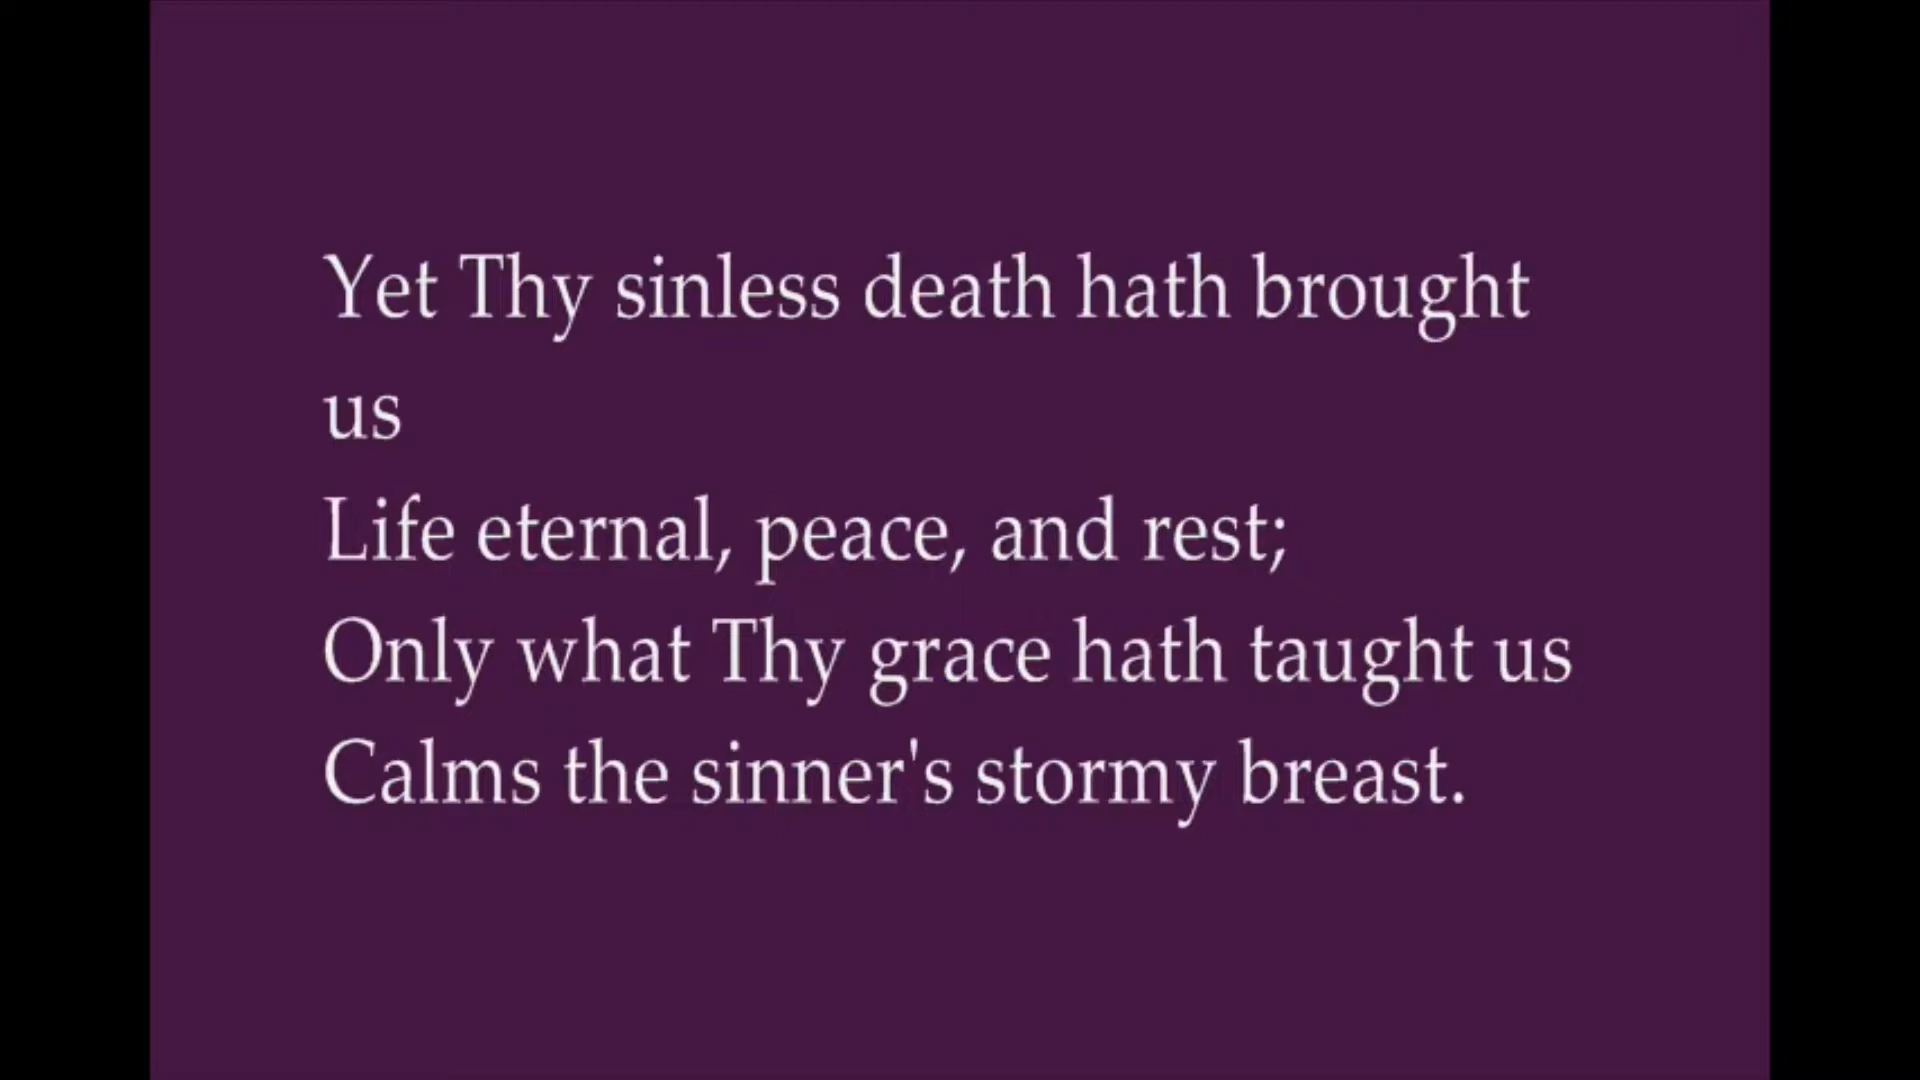 Yet Thy sinless death hath brought
us
Life eternal, peace, and rest;
Only what Thy grace hath taught us
Calms the sinner's stormy breast.